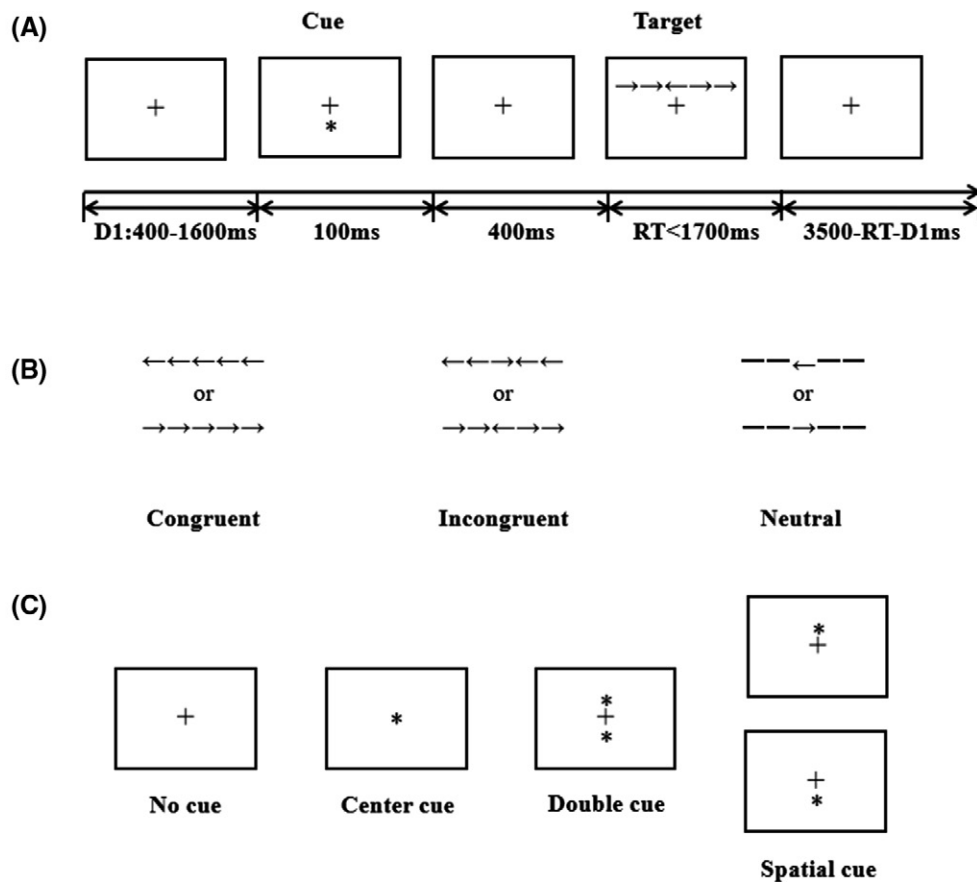 (A)
Cue Target
+ + + →→←→→ +
* +
D1:400-1600ms 100ms 400ms RT<1700ms 3500-RT-D1ms
(B)
←←←←← ←←→←← — —←— —
or or or
→→→→→ →→←→→ — —→— —
Congruent Incongruent Neutral
(C)
*
+
+ * * + *
No cue Center cue Double cue
+
*
Spatial cue